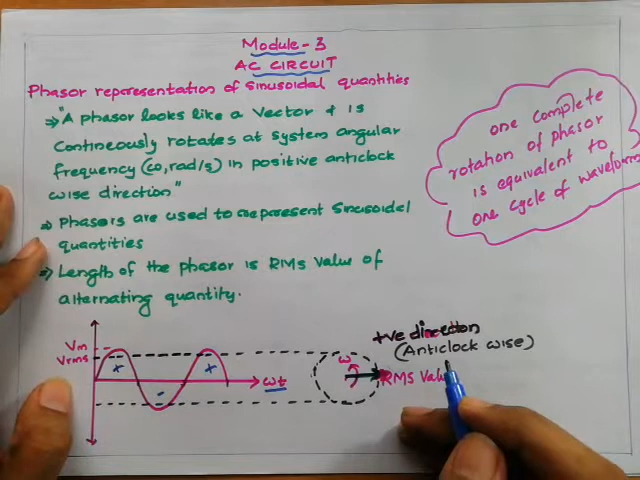 Module-3
AC CIRCUIT
Phasor representation of sinusoidal quantities
"A phasor looks like a vector & is
Contineously rotates at system angular
frequency (ω, rad/s) in positive anticlock
wise direction"
Phasors are used to represent sinusoidal
quantities
Length of the phasor is RMS value of
alternating quantity.
one complete
rotation of phasor
is equivalent to
one cycle of waveform
Vm
Vrms
+
-
+
ωt
+ve direction
(Anticlock wise)
ω
RMS Valu